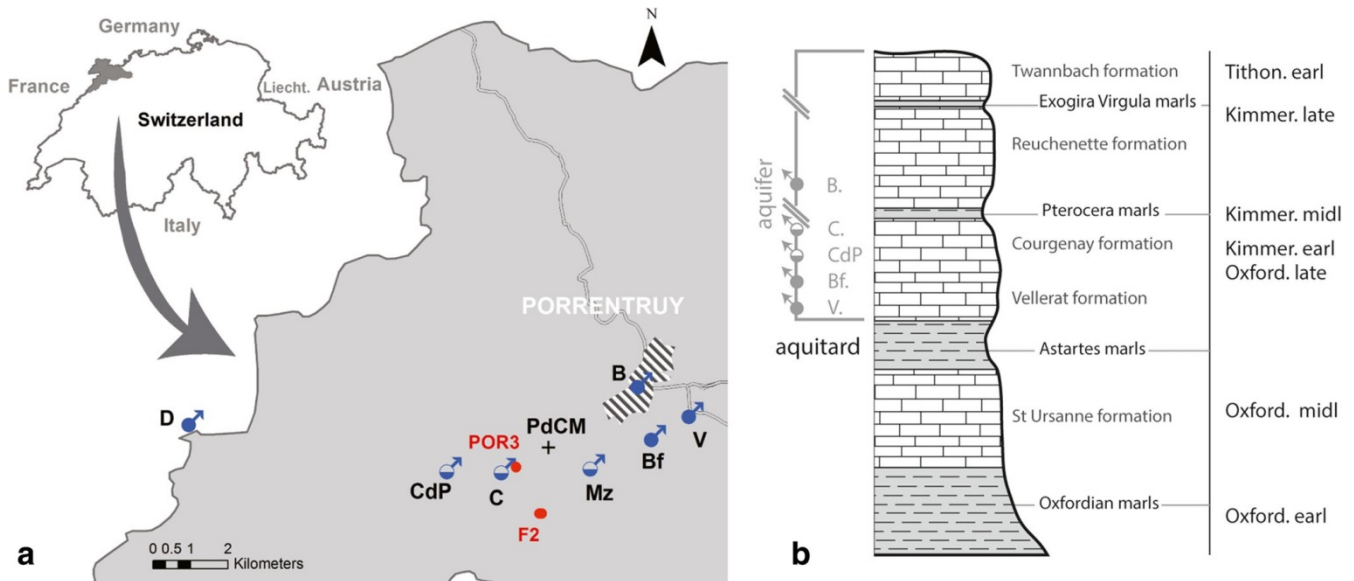 Germany
France
Liecht. Austria
Switzerland
Italy
N
PORRENTRUY
B
D
V
PdCM
POR3
Bf
CdP
C
Mz
F2
a
0 0.5 1 2
Kilometers
aquifer
B.
C.
CdP
Bf.
V.
aquitard
Twannbach formation
Exogira Virgula marls
Reuchenette formation
Pterocera marls
Courgenay formation
Vellerat formation
Astartes marls
St Ursanne formation
Oxfordian marls
Tithon. earl
Kimmer. late
Kimmer. midl
Kimmer. earl
Oxford. late
Oxford. midl
Oxford. earl
b